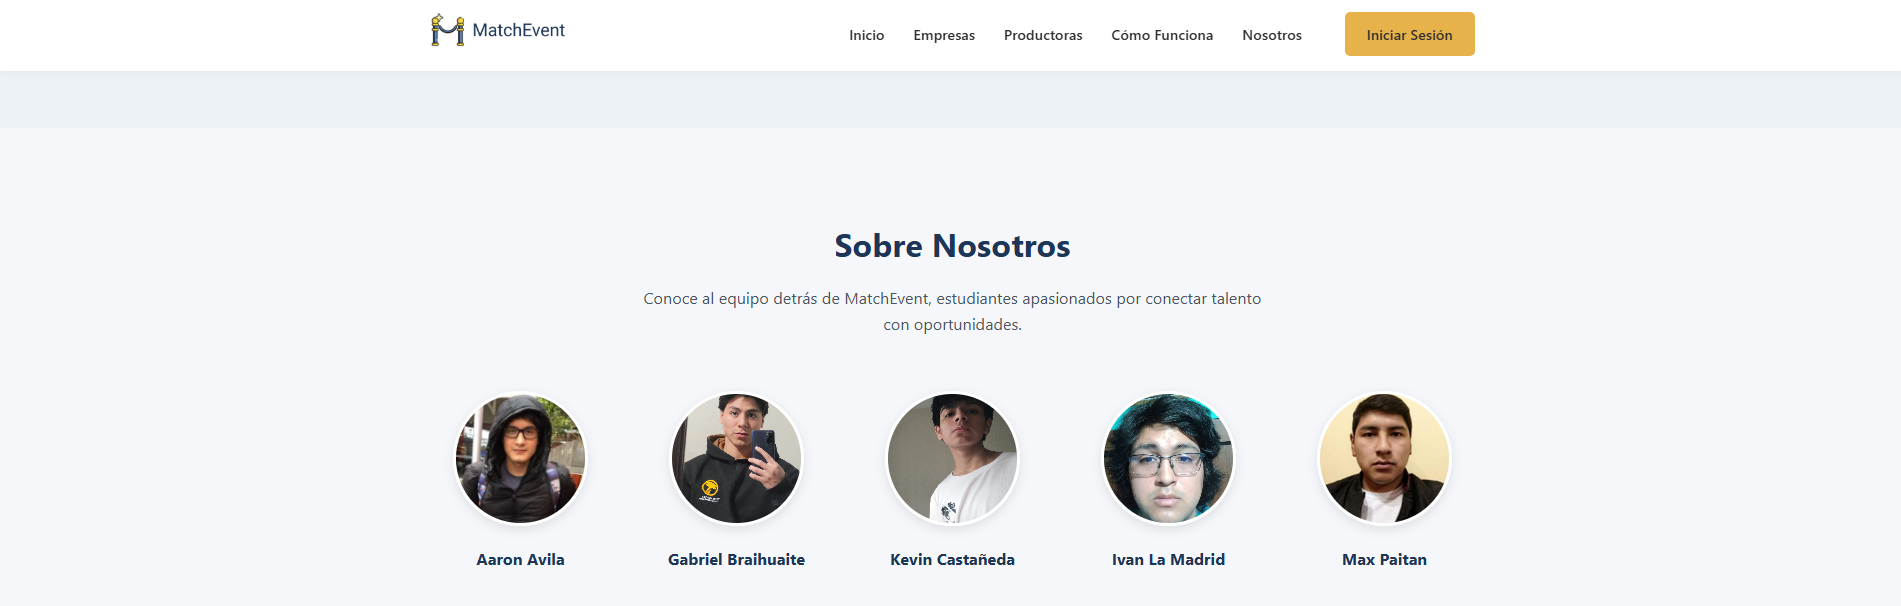 MatchEvent
Inicio
Empresas
Productoras
Cómo Funciona
Nosotros
Iniciar Sesión
Sobre Nosotros
Conoce al equipo detrás de MatchEvent, estudiantes apasionados por conectar talento
con oportunidades.
Aaron Avila
Gabriel Braihuaite
Kevin Castañeda
Ivan La Madrid
Max Paitan